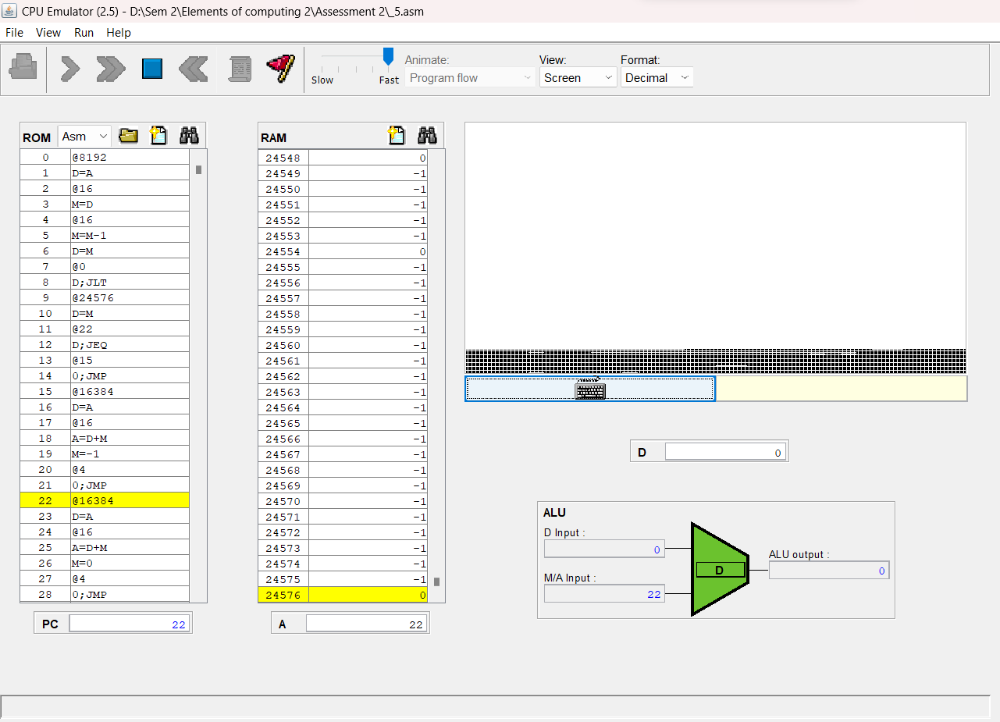 CPU Emulator (2.5) - D:\Sem 2\Elements of computing 2\Assessment 2\_5.asm
File View Run Help
Slow Fast
Animate:
Program flow
View:
Screen
Format:
Decimal
ROM Asm
0 @8192
1 D=A
2 @16
3 M=D
4 @16
5 M=M-1
6 D=M
7 @0
8 D;JLT
9 @24576
10 D=M
11 @22
12 D;JEQ
13 @15
14 0;JMP
15 @16384
16 D=A
17 @16
18 A=D+M
19 M=-1
20 @4
21 0;JMP
22 @16384
23 D=A
24 @16
25 A=D+M
26 M=0
27 @4
28 0;JMP
PC 22
RAM
24548 0
24549 -1
24550 -1
24551 -1
24552 -1
24553 -1
24554 0
24555 -1
24556 -1
24557 -1
24558 -1
24559 -1
24560 -1
24561 -1
24562 -1
24563 -1
24564 -1
24565 -1
24566 -1
24567 -1
24568 -1
24569 -1
24570 -1
24571 -1
24572 -1
24573 -1
24574 -1
24575 -1
24576 0
A 22
D 0
ALU
D Input :
0
M/A Input :
22
D
ALU output :
0